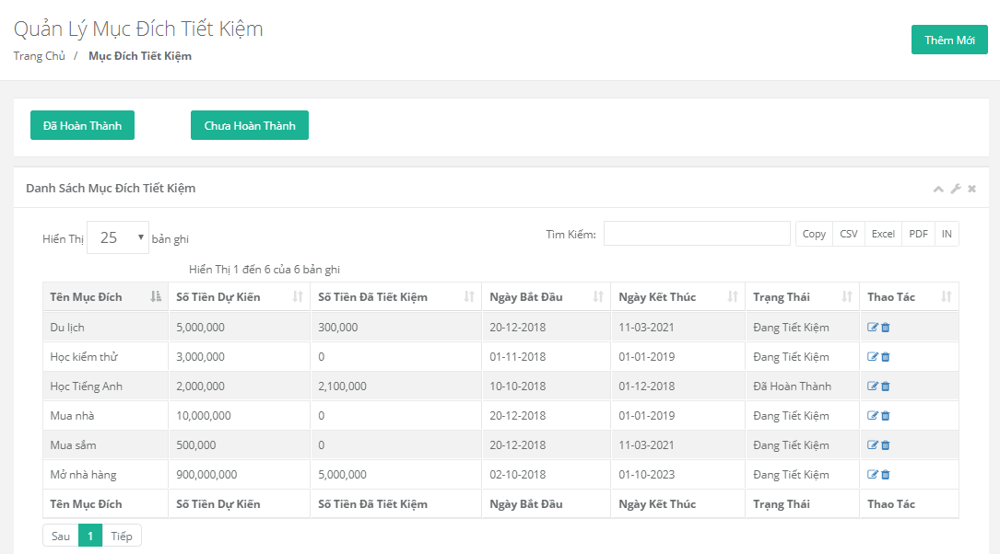 Quản Lý Mục Đích Tiết Kiệm
Thêm Mới
Trang Chủ / Mục Đích Tiết Kiệm
Đã Hoàn Thành Chưa Hoàn Thành
Danh Sách Mục Đích Tiết Kiệm
Hiển Thị 25 bản ghi Tìm Kiếm: Copy CSV Excel PDF IN
Hiển Thị 1 đến 6 của 6 bản ghi
Tên Mục Đích Số Tiền Dự Kiến Số Tiền Đã Tiết Kiệm Ngày Bắt Đầu Ngày Kết Thúc Trạng Thái Thao Tác
Du lịch 5,000,000 300,000 20-12-2018 11-03-2021 Đang Tiết Kiệm
Học kiểm thử 3,000,000 0 01-11-2018 01-01-2019 Đang Tiết Kiệm
Học Tiếng Anh 2,000,000 2,100,000 10-10-2018 01-12-2018 Đã Hoàn Thành
Mua nhà 10,000,000 0 20-12-2018 01-01-2019 Đang Tiết Kiệm
Mua sắm 500,000 0 20-12-2018 11-03-2021 Đang Tiết Kiệm
Mở nhà hàng 900,000,000 5,000,000 02-10-2018 01-10-2023 Đang Tiết Kiệm
Tên Mục Đích Số Tiền Dự Kiến Số Tiền Đã Tiết Kiệm Ngày Bắt Đầu Ngày Kết Thúc Trạng Thái Thao Tác
Sau 1 Tiếp